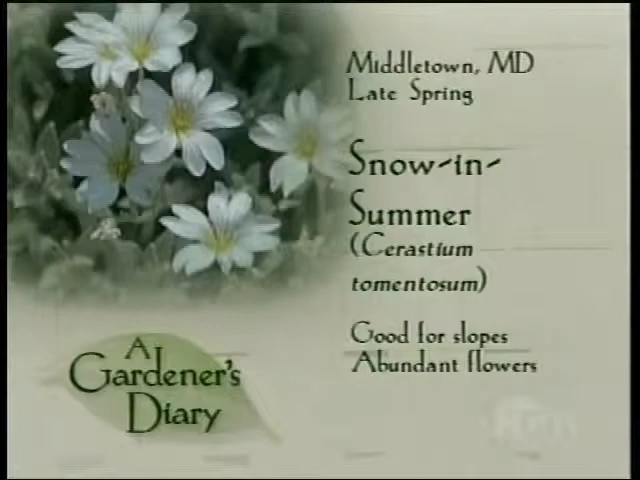 Middletown, MD
Late Spring
Snow-in-
Summer
(Cerastium
tomentosum)
Good for slopes
Abundant flowers
A
Gardener's
Diary